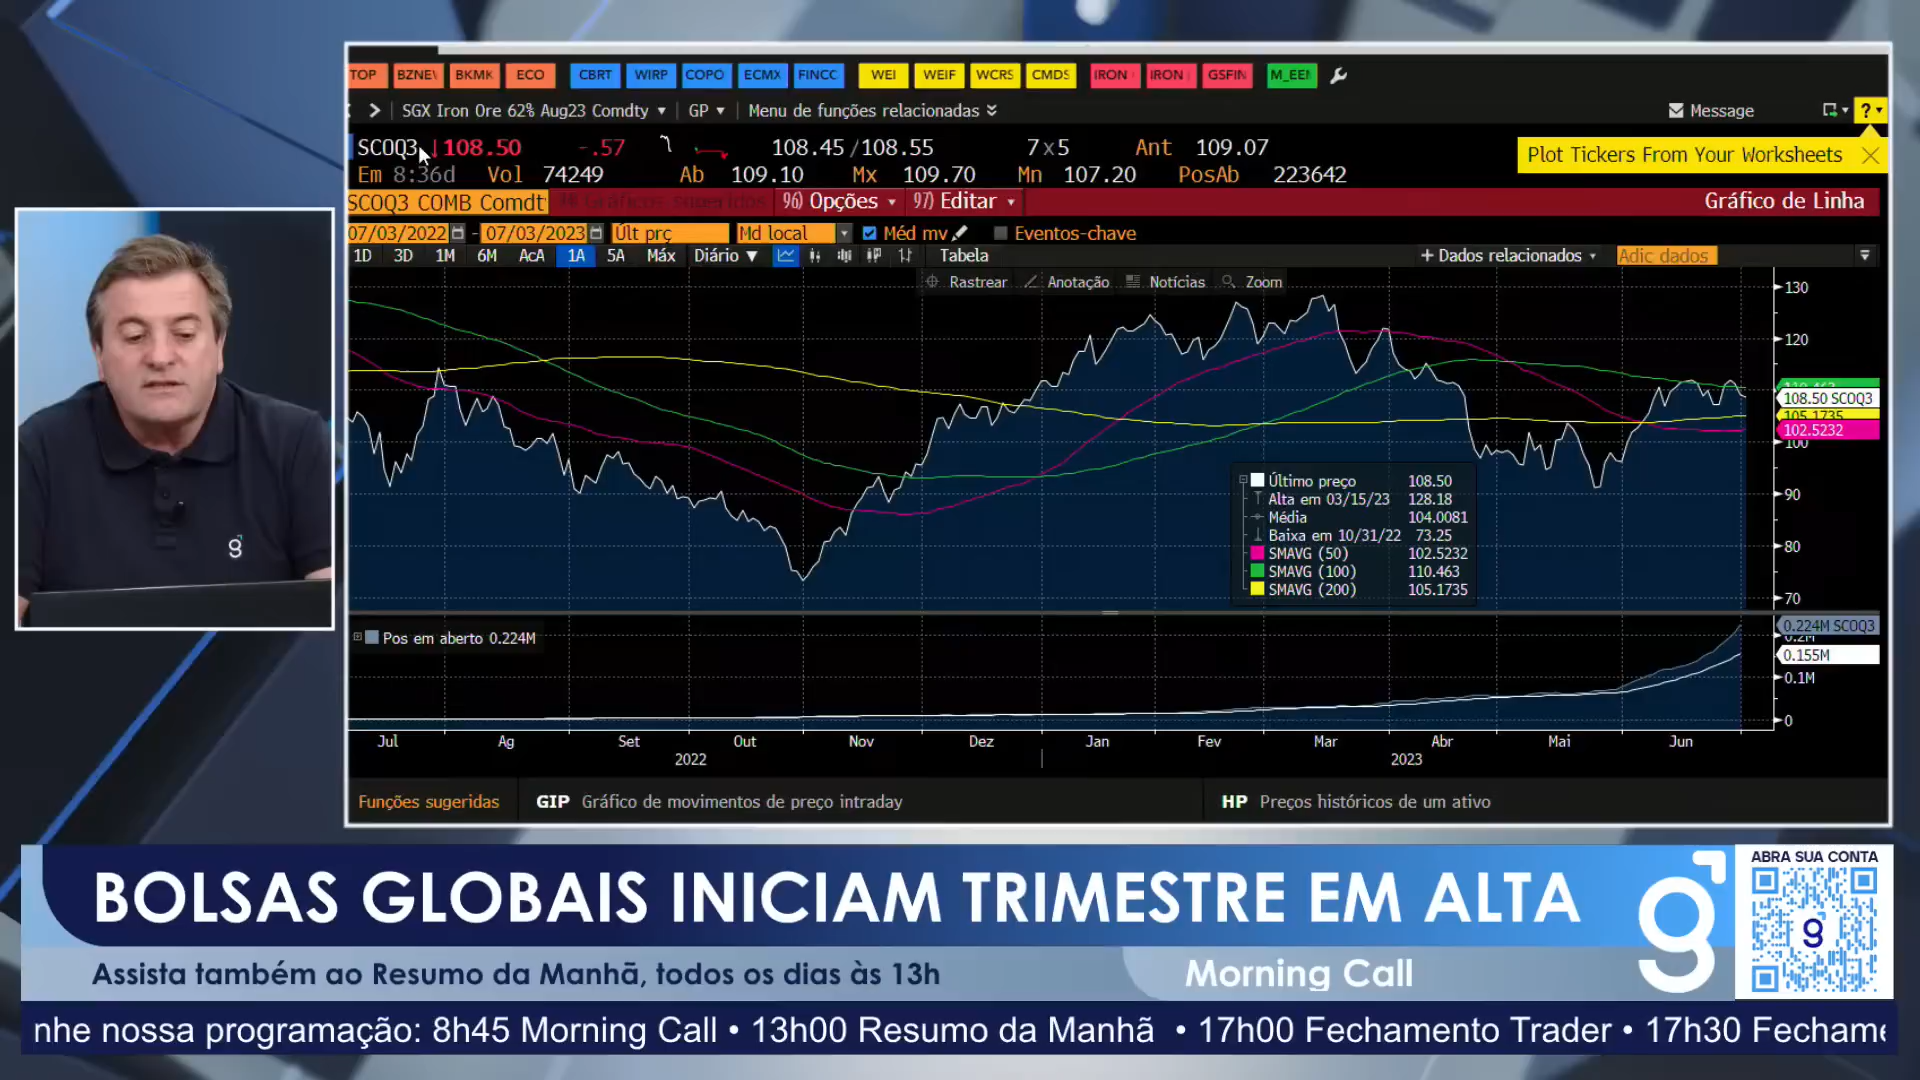 TOP BZNEV BKMK ECO CBRT WIRP COPO ECMX FINCC WEI WEIF WCRS CMDS IRON IRON GSFIN M_EEM
SGX Iron Ore 62% Aug23 Comdty GP Menu de funções relacionadas Message ?
SCOQ3 ↓108.50 -.57 108.45/108.55 7x5 Ant 109.07
Plot Tickers From Your Worksheets
Em 8:36d Vol 74249 Ab 109.10 Mx 109.70 Mn 107.20 PosAb 223642
SCOQ3 COMB Comdt 96) Opções 97) Editar Gráfico de Linha
07/03/2022 - 07/03/2023 Últ prç Md local Méd mv Eventos-chave
1D 3D 1M 6M AcA 1A 5A Máx Diário ▼ Tabela + Dados relacionados Adic dados
Rastrear Anotação Notícias Zoom
130
120
110.463
108.50 SCOQ3
105.1735
102.5232
100
90
80
70
Último preço 108.50
Alta em 03/15/23 128.18
Média 104.0081
Baixa em 10/31/22 73.25
SMAVG (50) 102.5232
SMAVG (100) 110.463
SMAVG (200) 105.1735
Pos em aberto 0.224M
0.224M SCOQ3
0.2M
0.155M
0.1M
0
Jul Ag Set Out Nov Dez Jan Fev Mar Abr Mai Jun
2022 2023
Funções sugeridas GIP Gráfico de movimentos de preço intraday HP Preços históricos de um ativo
BOLSAS GLOBAIS INICIAM TRIMESTRE EM ALTA
ABRA SUA CONTA
Assista também ao Resumo da Manhã, todos os dias às 13h
Morning Call
nhe nossa programação: 8h45 Morning Call • 13h00 Resumo da Manhã • 17h00 Fechamento Trader • 17h30 Fechame